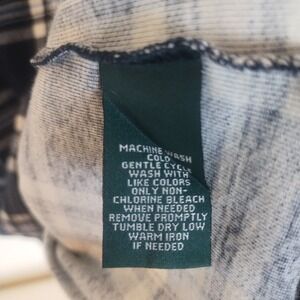 MACHINE WASH
COLD
GENTLE CYCLE
WASH WITH
LIKE COLORS
ONLY NON-
CHLORINE BLEACH
WHEN NEEDED
REMOVE PROMPTLY
TUMBLE DRY LOW
WARM IRON
IF NEEDED